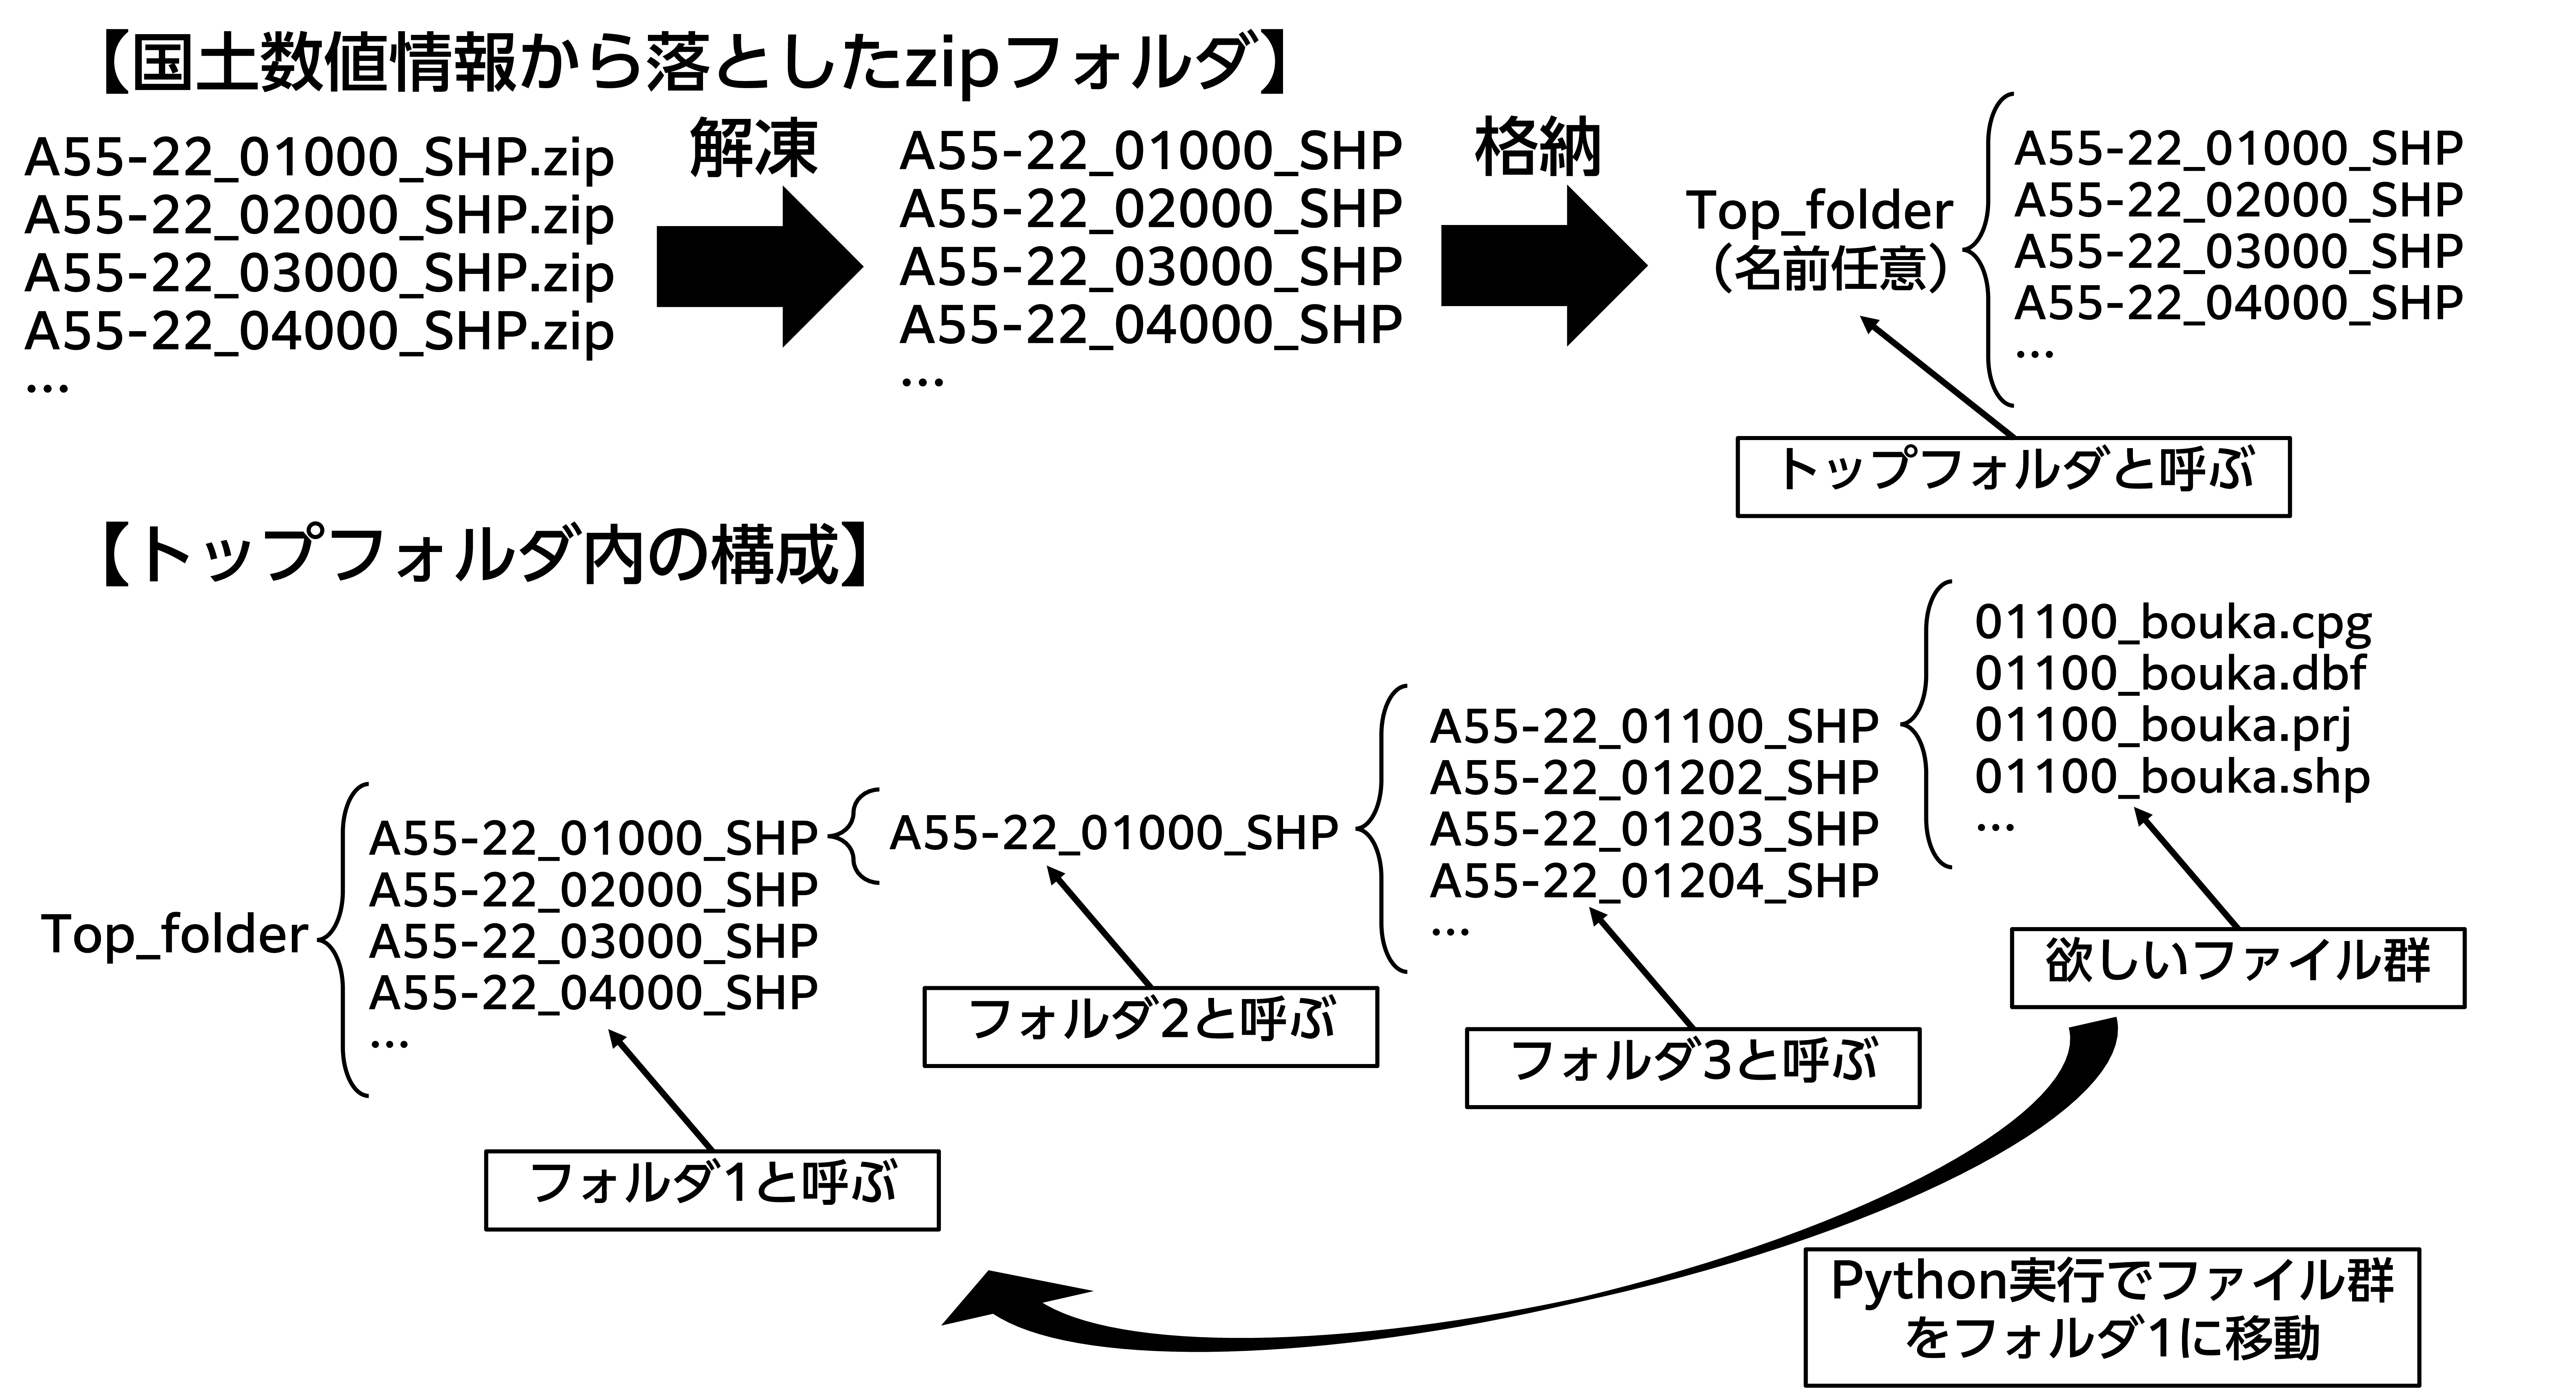 【国土数値情報から落としたzipフォルダ】
A55-22_01000_SHP.zip
A55-22_02000_SHP.zip
A55-22_03000_SHP.zip
A55-22_04000_SHP.zip
…
解凍
A55-22_01000_SHP
A55-22_02000_SHP
A55-22_03000_SHP
A55-22_04000_SHP
…
格納
Top_folder
（名前任意）
A55-22_01000_SHP
A55-22_02000_SHP
A55-22_03000_SHP
A55-22_04000_SHP
…
トップフォルダと呼ぶ
【トップフォルダ内の構成】
Top_folder
A55-22_01000_SHP
A55-22_02000_SHP
A55-22_03000_SHP
A55-22_04000_SHP
…
フォルダ1と呼ぶ
A55-22_01000_SHP
フォルダ2と呼ぶ
A55-22_01100_SHP
A55-22_01202_SHP
A55-22_01203_SHP
A55-22_01204_SHP
…
フォルダ3と呼ぶ
01100_bouka.cpg
01100_bouka.dbf
01100_bouka.prj
01100_bouka.shp
…
欲しいファイル群
Python実行でファイル群
をフォルダ1に移動